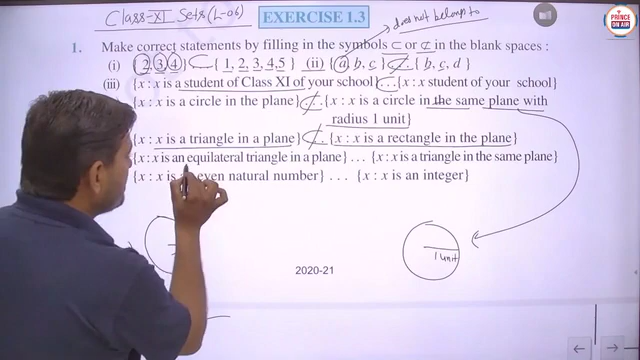 Class-XI Sets (L-06)
EXERCISE 1.3
does not belongs to
PRINCE
ON AIR
1. Make correct statements by filling in the symbols ⊂ or ⊄ in the blank spaces :
(i) { 2, 3, 4 } ⊂ { 1, 2, 3, 4, 5 } (ii) { a, b, c } ⊄ { b, c, d }
(iii) {x : x is a student of Class XI of your school} ⊂ . . . {x : x student of your school}
{x : x is a circle in the plane} ⊄ {x : x is a circle in the same plane with
radius 1 unit}
{x : x is a triangle in a plane} ⊄ {x : x is a rectangle in the plane}
{x : x is an equilateral triangle in a plane} . . . {x : x is a triangle in the same plane}
{x : x is an even natural number} . . . {x : x is an integer}
1 unit
2020-21